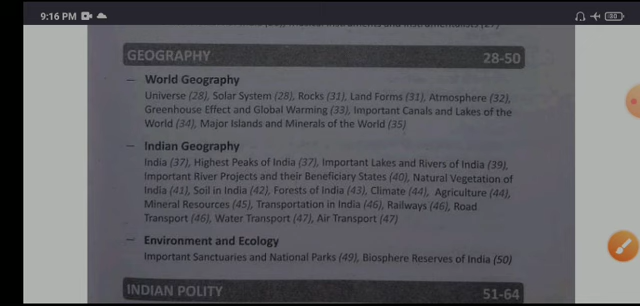 9:16 PM
30
GEOGRAPHY 28-50
— World Geography
Universe (28), Solar System (28), Rocks (31), Land Forms (31), Atmosphere (32),
Greenhouse Effect and Global Warming (33), Important Canals and Lakes of the
World (34), Major Islands and Minerals of the World (35)
— Indian Geography
India (37), Highest Peaks of India (37), Important Lakes and Rivers of India (39),
Important River Projects and their Beneficiary States (40), Natural Vegetation of
India (41), Soil in India (42), Forests of India (43), Climate (44), Agriculture (44),
Mineral Resources (45), Transportation in India (46), Railways (46), Road
Transport (46), Water Transport (47), Air Transport (47)
— Environment and Ecology
Important Sanctuaries and National Parks (49), Biosphere Reserves of India (50)
INDIAN POLITY 51-64